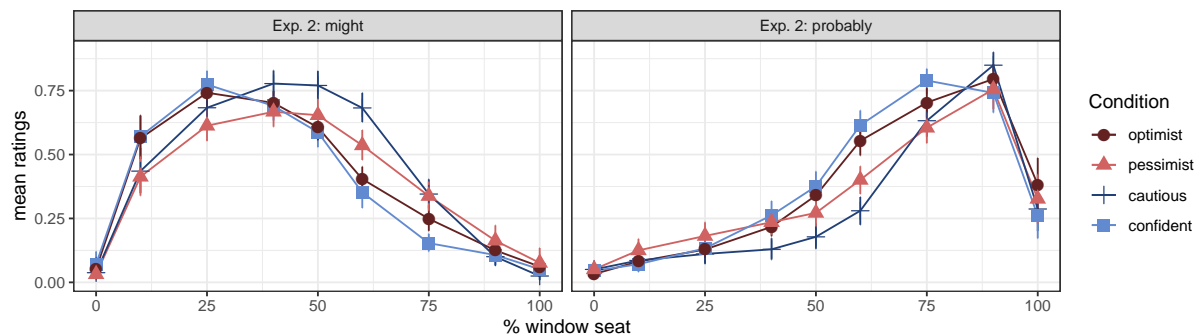 Exp. 2: might
Exp. 2: probably
mean ratings
0.75
0.50
0.25
0.00
0
25
50
75
100
0
25
50
75
100
% window seat
Condition
optimist
pessimist
cautious
confident